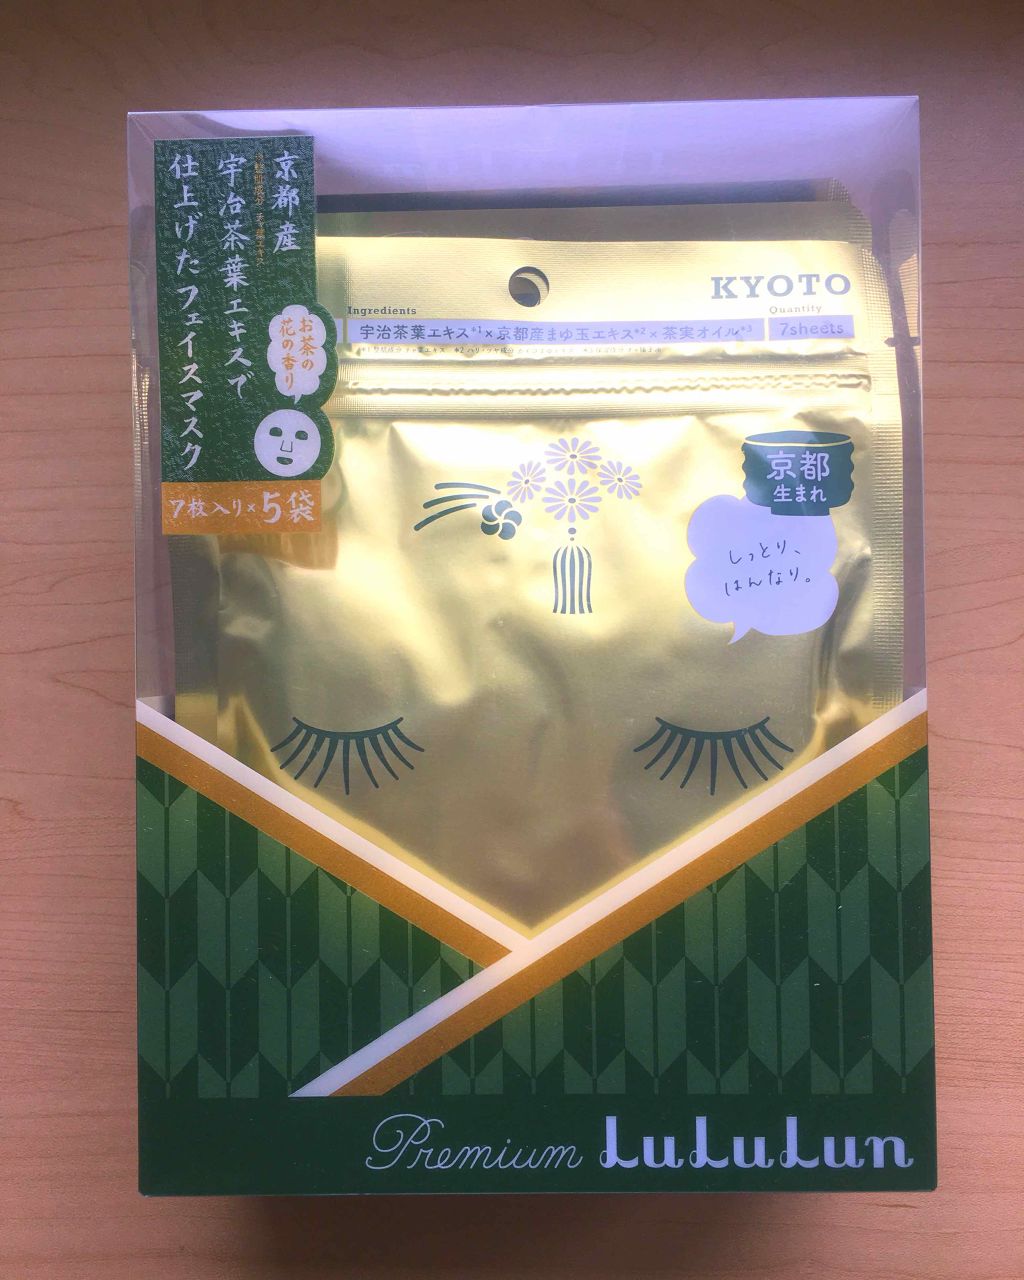 京都産
宇治茶葉エキスで
仕上げたフェイスマスク
お茶の
花の香り
7枚入り×5袋
KYOTO
Ingredients
宇治茶葉エキス*1×京都産まゆ玉エキス*2×茶実オイル*3
Quantity
7sheets
京都
生まれ
しっとり、
はんなり。
Premium LuLuLun